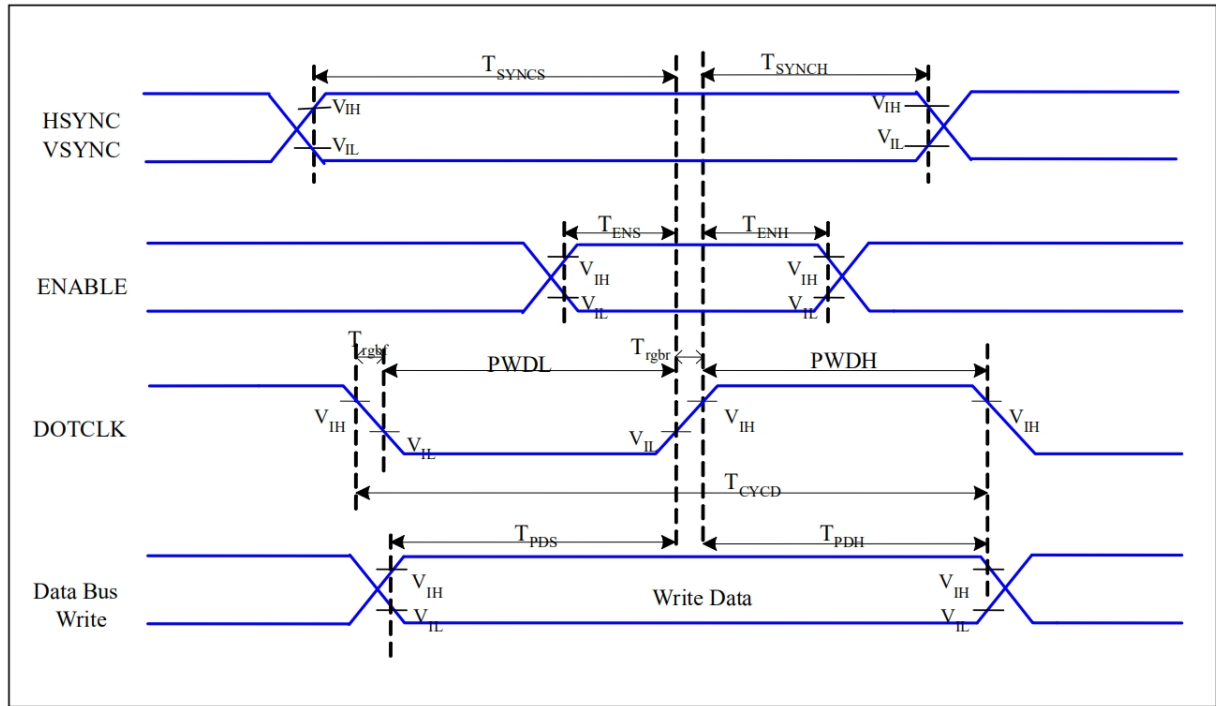 TSYNCS TSYNCH
HSYNC
VSYNC
VIH VIH
VIL VIL
TENS TENH
ENABLE
VIH VIH
VIL VIL
Trgbf PWDL Trgbr PWDH
DOTCLK
VIH VIH VIH
VIL VIL
TCYCD
TPDS TPDH
Data Bus
Write
VIH Write Data VIH
VIL VIL